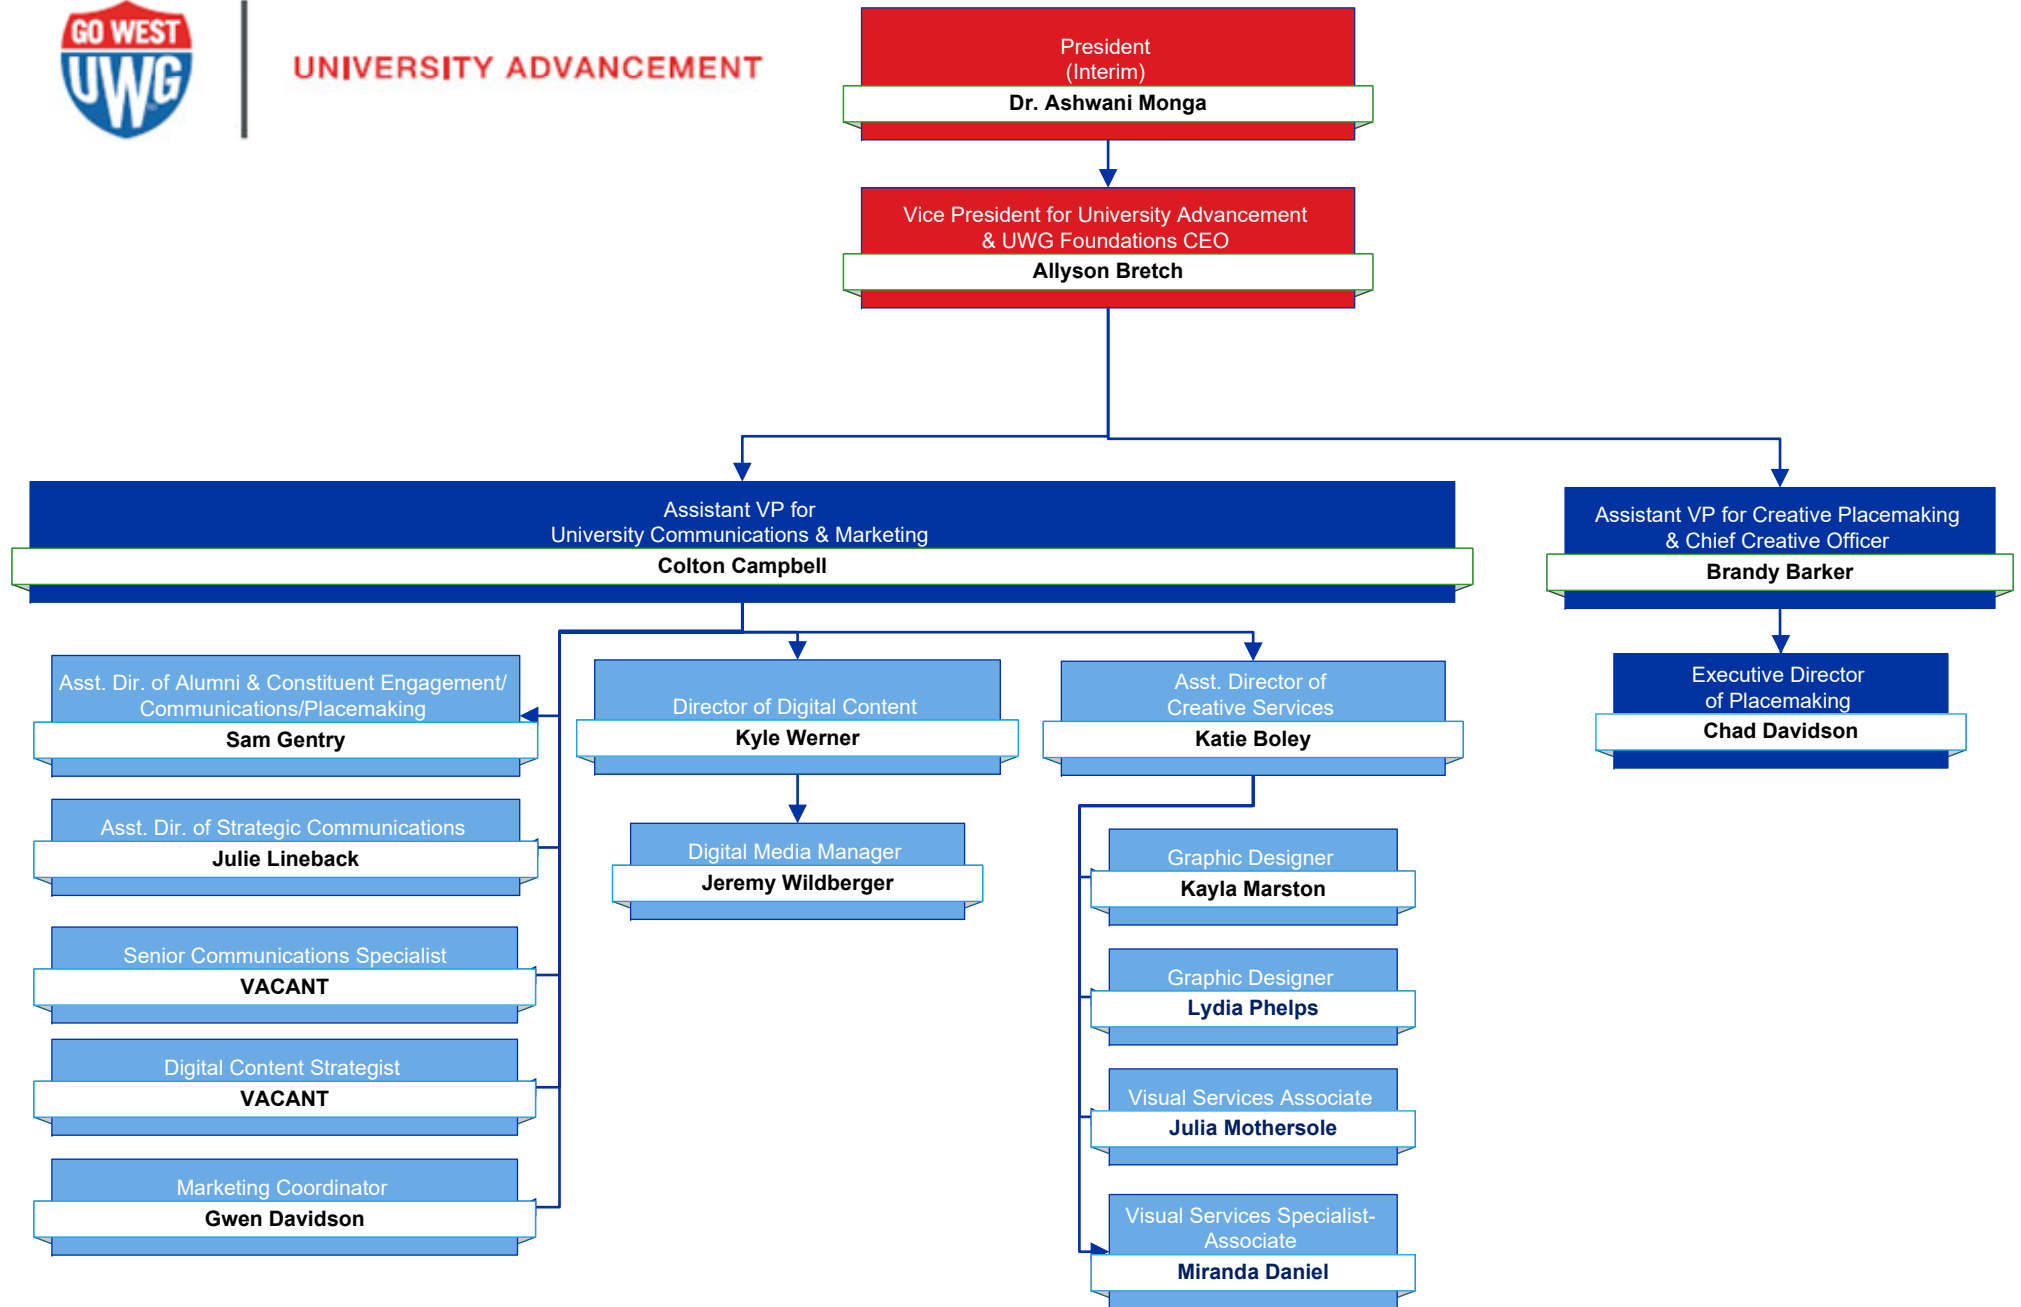 GO WEST
UWG
UNIVERSITY ADVANCEMENT
President
(Interim)
Dr. Ashwani Monga
Vice President for University Advancement
& UWG Foundations CEO
Allyson Bretch
Assistant VP for
University Communications & Marketing
Colton Campbell
Assistant VP for Creative Placemaking
& Chief Creative Officer
Brandy Barker
Asst. Dir. of Alumni & Constituent Engagement/
Communications/Placemaking
Sam Gentry
Director of Digital Content
Kyle Werner
Asst. Director of
Creative Services
Katie Boley
Executive Director
of Placemaking
Chad Davidson
Asst. Dir. of Strategic Communications
Julie Lineback
Digital Media Manager
Jeremy Wildberger
Graphic Designer
Kayla Marston
Senior Communications Specialist
VACANT
Graphic Designer
Lydia Phelps
Digital Content Strategist
VACANT
Visual Services Associate
Julia Mothersole
Marketing Coordinator
Gwen Davidson
Visual Services Specialist-
Associate
Miranda Daniel